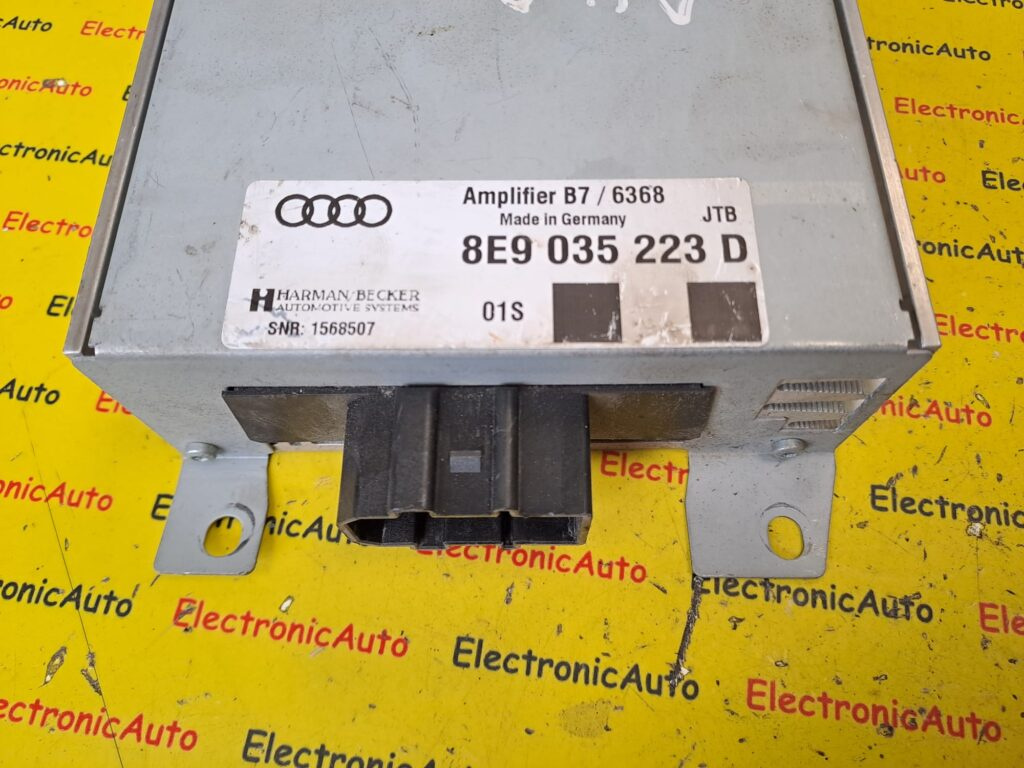 ElectronicAuto
Amplifier B7 / 6368
Made in Germany
JTB
8E9 035 223 D
HARMAN/BECKER
AUTOMOTIVE SYSTEMS
SNR: 1568507
01S
ElectronicAuto
ElectronicAuto
ElectronicAuto
ElectronicAuto
ElectronicAuto
ElectronicAuto
ElectronicAuto